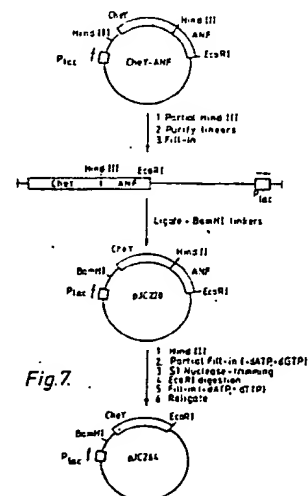 CheY
Hind III
Hind III
ANF
EcoRI
Plac
CheY-ANF
1 Partial Hind III
2 Purify linears
3 Fill-in
Hind III EcoRI
CheY ANF
Plac
Ligate + BamHI linkers
CheY
Hind III
BamHI
ANF
Plac
pJC220
EcoRI
1 Hind III
2 Partial Fill-in (+dATP,+dGTP)
3 S1 Nuclease-trimming
4 EcoRI digestion
5 Fill-in (+dATP,+dTTP)
6 Religate
Fig.7.
CheY
EcoRI
BamHI
Plac
pJC264